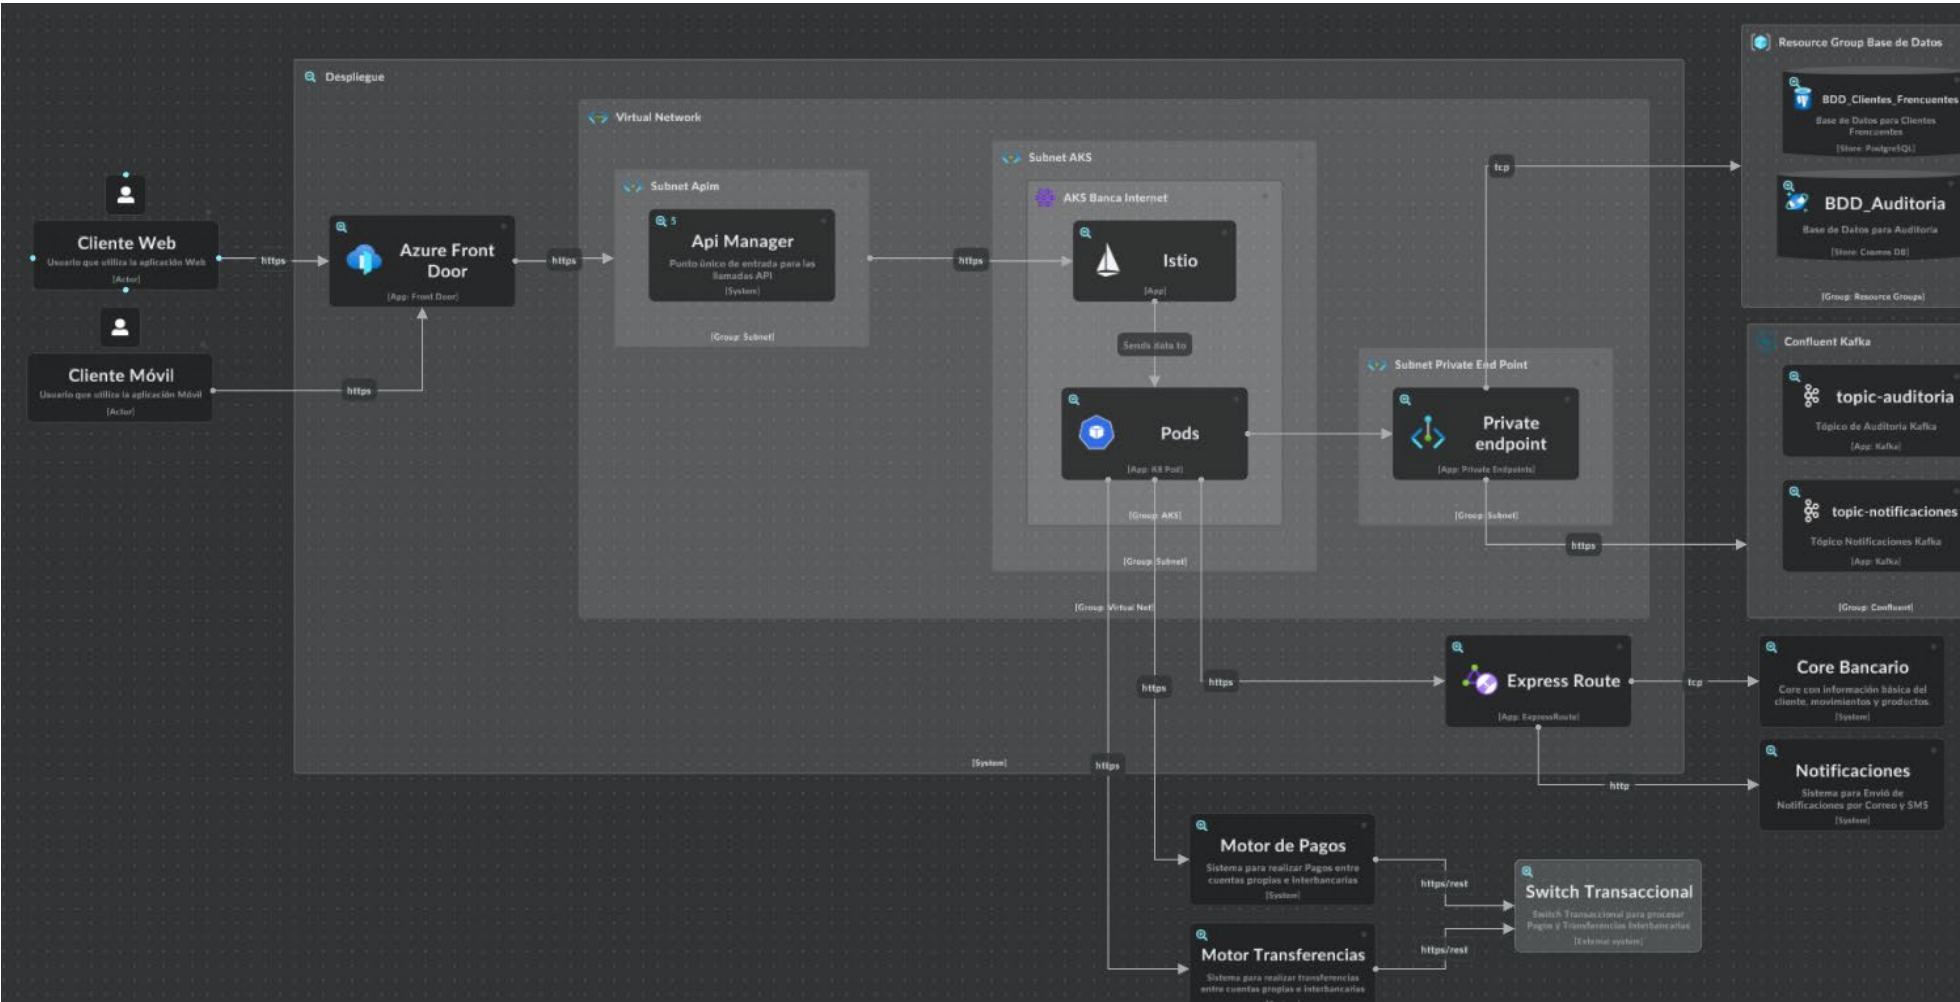 Despliegue
Virtual Network
Cliente Web
Usuario que utiliza la aplicación Web
[Actor]
https
Cliente Móvil
Usuario que utiliza la aplicación Móvil
[Actor]
https
Azure Front
Door
[App: Front Door]
https
Subnet Apim
5
Api Manager
Punto único de entrada para las
llamadas API
[System]
[Group: Subnet]
https
Subnet AKS
AKS Banca Internet
Istio
[App]
Sends data to
Pods
[App: K8 Pod]
[Group: AKS]
[Group: Subnet]
[Group: Virtual Net]
[System]
Subnet Private End Point
Private
endpoint
[App: Private Endpoints]
[Group: Subnet]
tcp
https
Resource Group Base de Datos
BDD_Clientes_Frencuentes
Base de Datos para Clientes
Frencuentes
[Store: PostgreSQL]
BDD_Auditoria
Base de Datos para Auditoria
[Store: Cosmos DB]
[Group: Resource Groups]
Confluent Kafka
topic-auditoria
Tópico de Auditoria Kafka
[App: Kafka]
topic-notificaciones
Tópico Notificaciones Kafka
[App: Kafka]
[Group: Confluent]
https
https
https
Express Route
[App: ExpressRoute]
tcp
http
Core Bancario
Core con información básica del
cliente, movimientos y productos.
[System]
Notificaciones
Sistema para Envió de
Notificaciones por Correo y SMS
[System]
Motor de Pagos
Sistema para realizar Pagos entre
cuentas propias e Interbancarias
[System]
https/rest
Switch Transaccional
Switch Transaccional para procesar
Pagos y Transferencias Interbancarias
[External system]
Motor Transferencias
Sistema para realizar transferencias
entre cuentas propias e interbancarias
https/rest